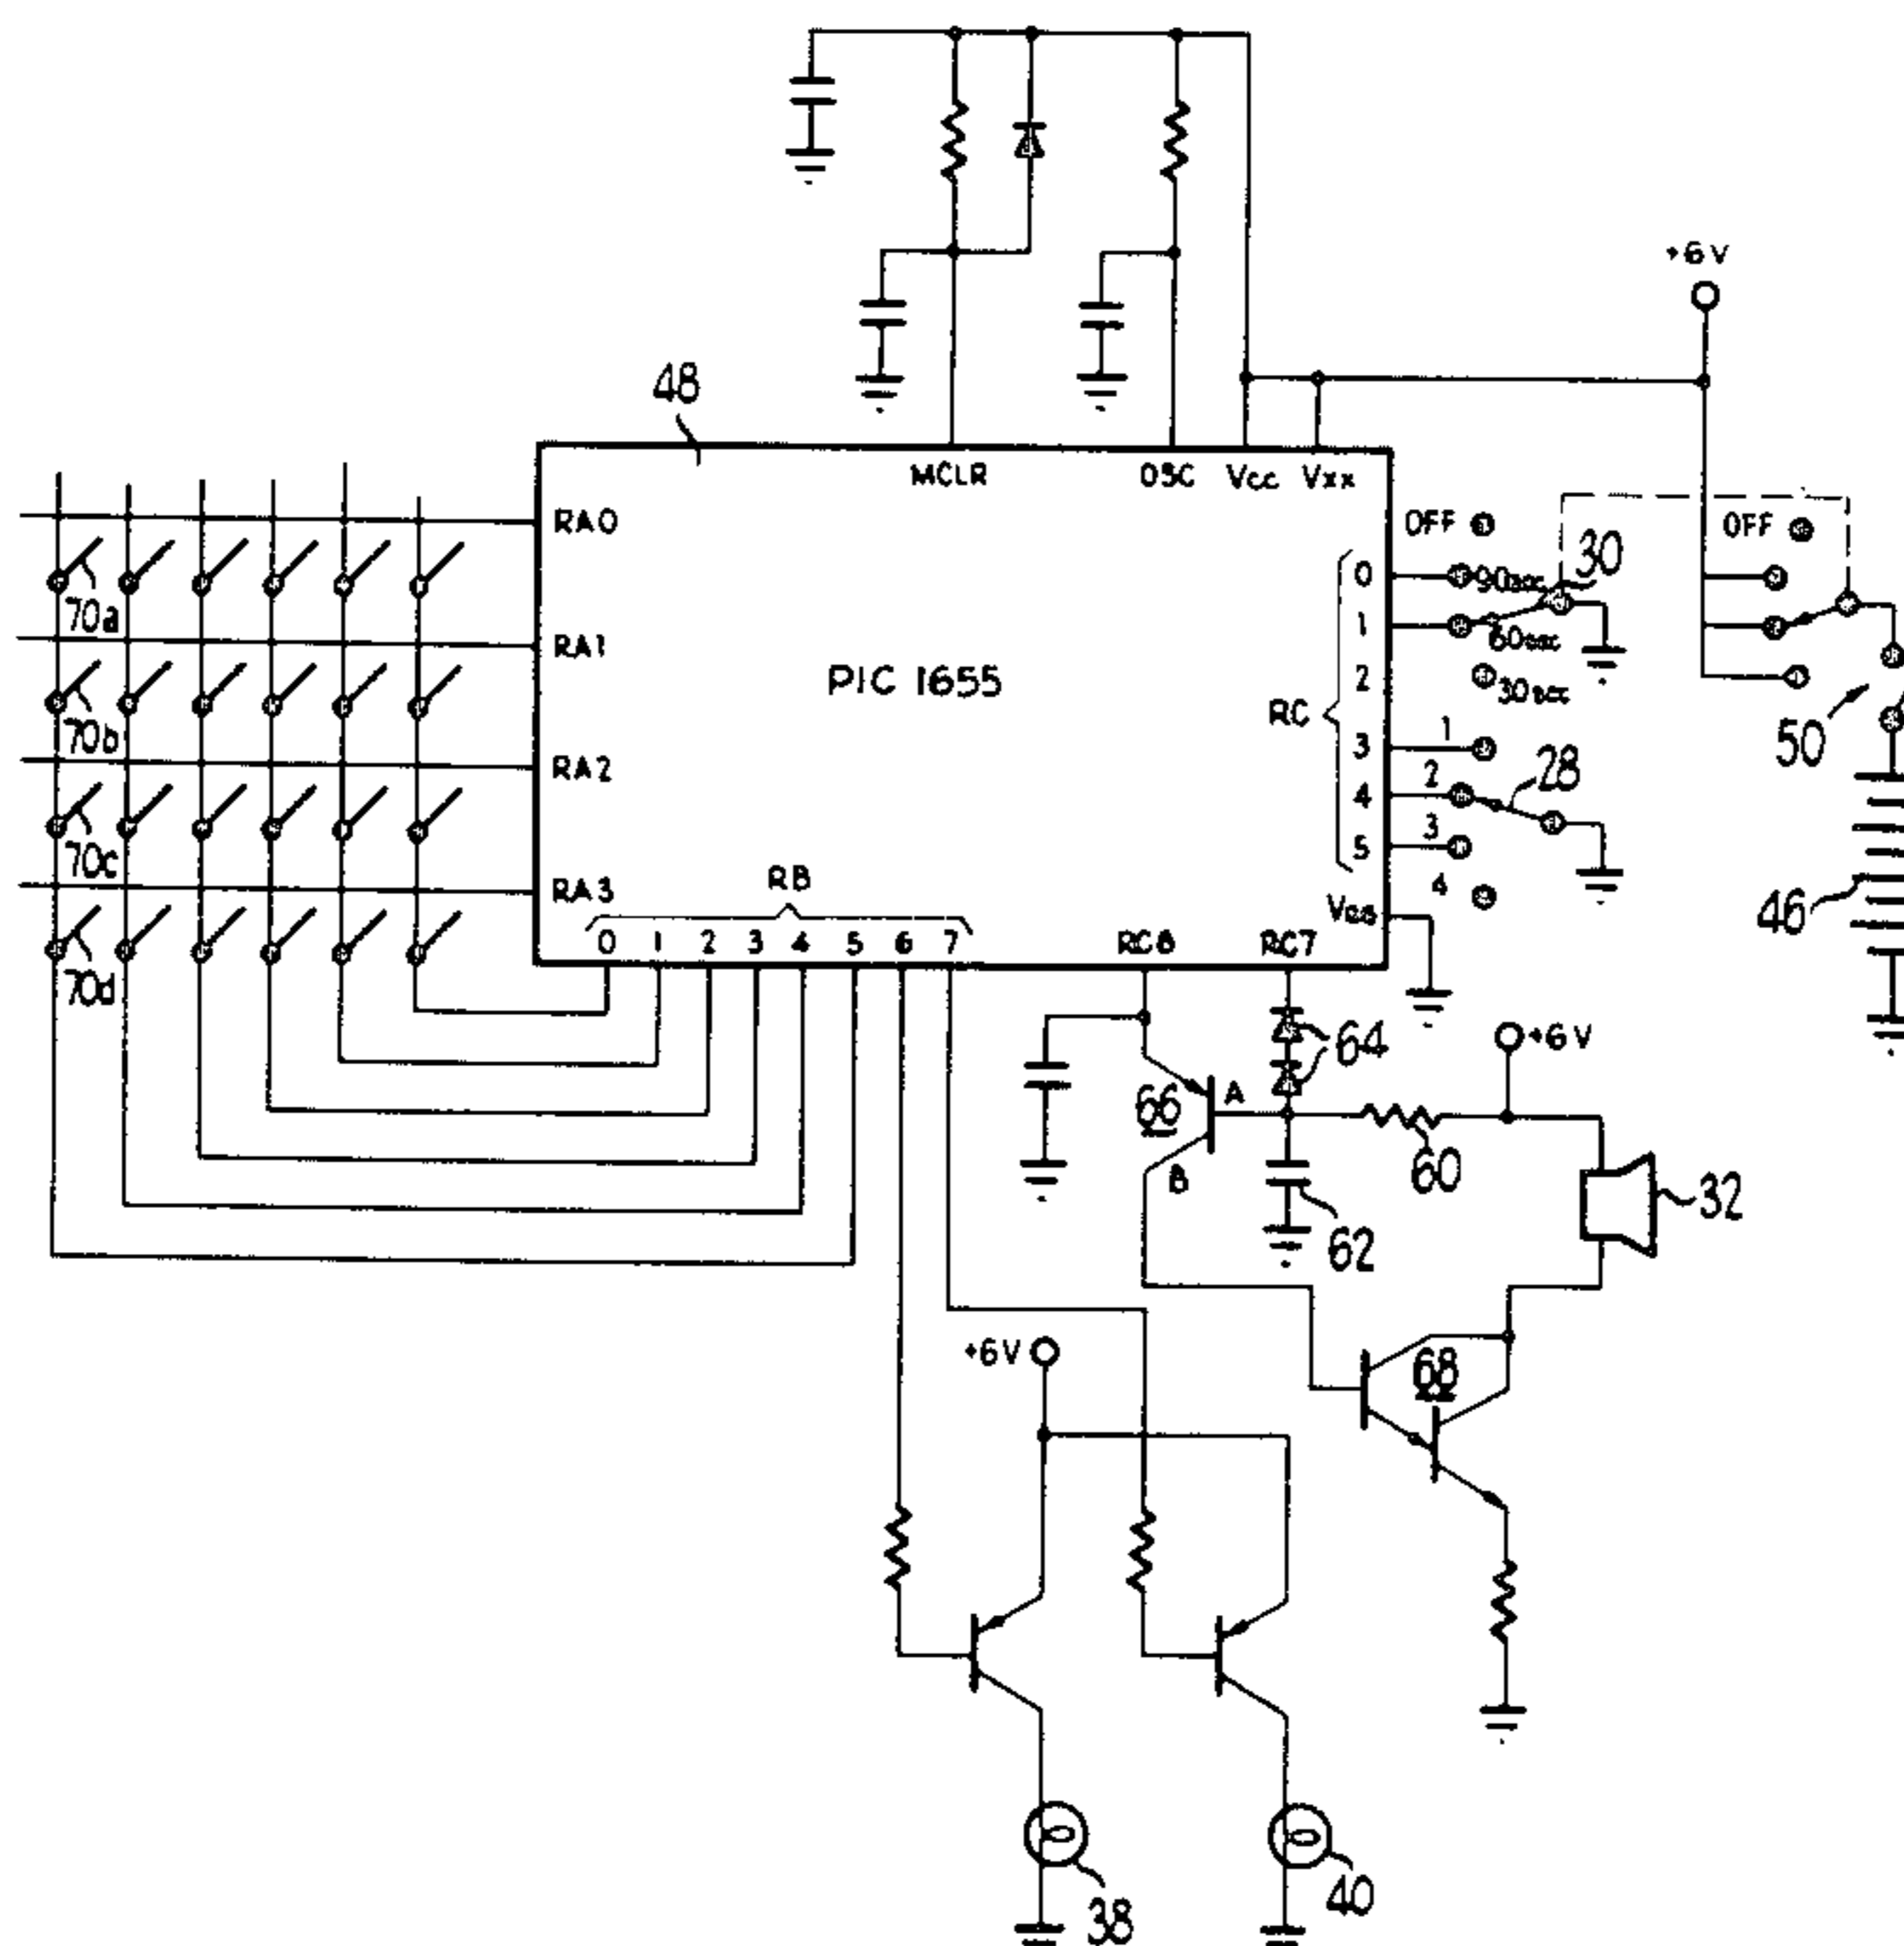 +6V
48
MCLR OSC Vcc Vxx
RA0
OFF
OFF
30
0
90sec
70a
1
60sec
RA1
PIC 1655
2
30sec
RC
50
70b
3
1
RA2
4
2
28
5
3
70c
4
46
RA3
RB
Vss
0 1 2 3 4 5 6 7
RC6 RC7
70d
64
+6V
66
A
60
B
32
62
+6V
68
38
40